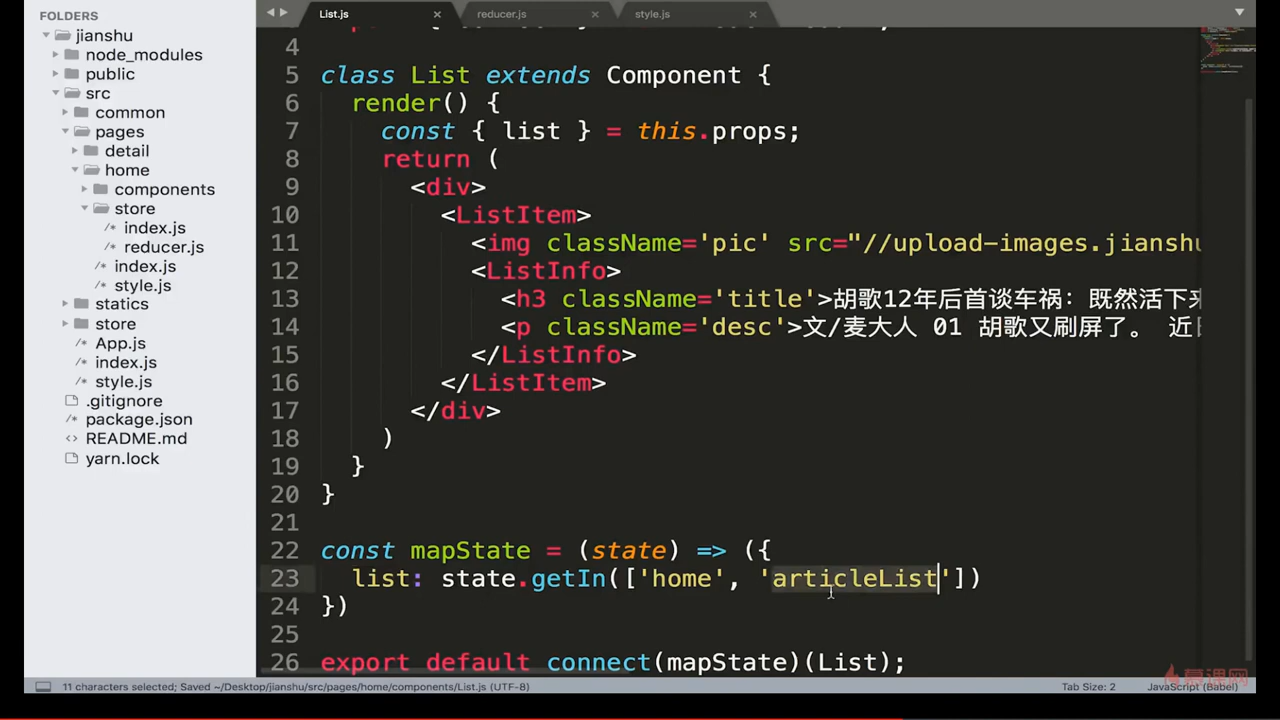 FOLDERS
jianshu
node_modules
public
src
common
pages
detail
home
components
store
index.js
reducer.js
index.js
style.js
statics
store
App.js
index.js
style.js
.gitignore
package.json
README.md
yarn.lock
List.js
reducer.js
style.js
4
5 class List extends Component {
6 render() {
7 const { list } = this.props;
8 return (
9 <div>
10 <ListItem>
11 <img className='pic' src="//upload-images.jianshu
12 <ListInfo>
13 <h3 className='title'>胡歌12年后首谈车祸：既然活下来
14 <p className='desc'>文/麦大人 01 胡歌又刷屏了。 近日
15 </ListInfo>
16 </ListItem>
17 </div>
18 )
19 }
20 }
21
22 const mapState = (state) => ({
23 list: state.getIn(['home', 'articleList'])
24 })
25
26 export default connect(mapState)(List);
慕课网
11 characters selected; Saved ~/Desktop/jianshu/src/pages/home/components/List.js (UTF-8)
Tab Size: 2
JavaScript (Babel)